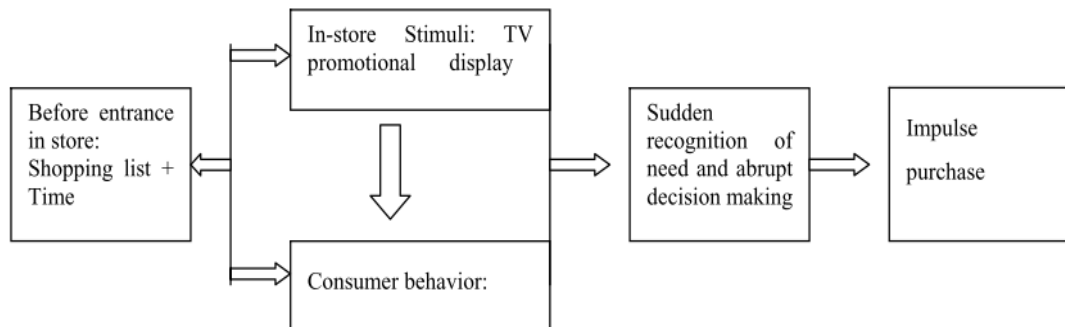 Before entrance
in store:
Shopping list +
Time
In-store Stimuli: TV
promotional display
Consumer behavior:
Sudden
recognition of
need and abrupt
decision making
Impulse
purchase